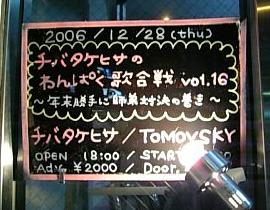 2006/12/28(thu)
チバタケヒサの
わんぱく歌合戦 vol.16
～年末勝手に師弟対決の巻き～
チバタケヒサ/TOMOVSKY
OPEN 18:00/START
Adv. ¥2000/Door.